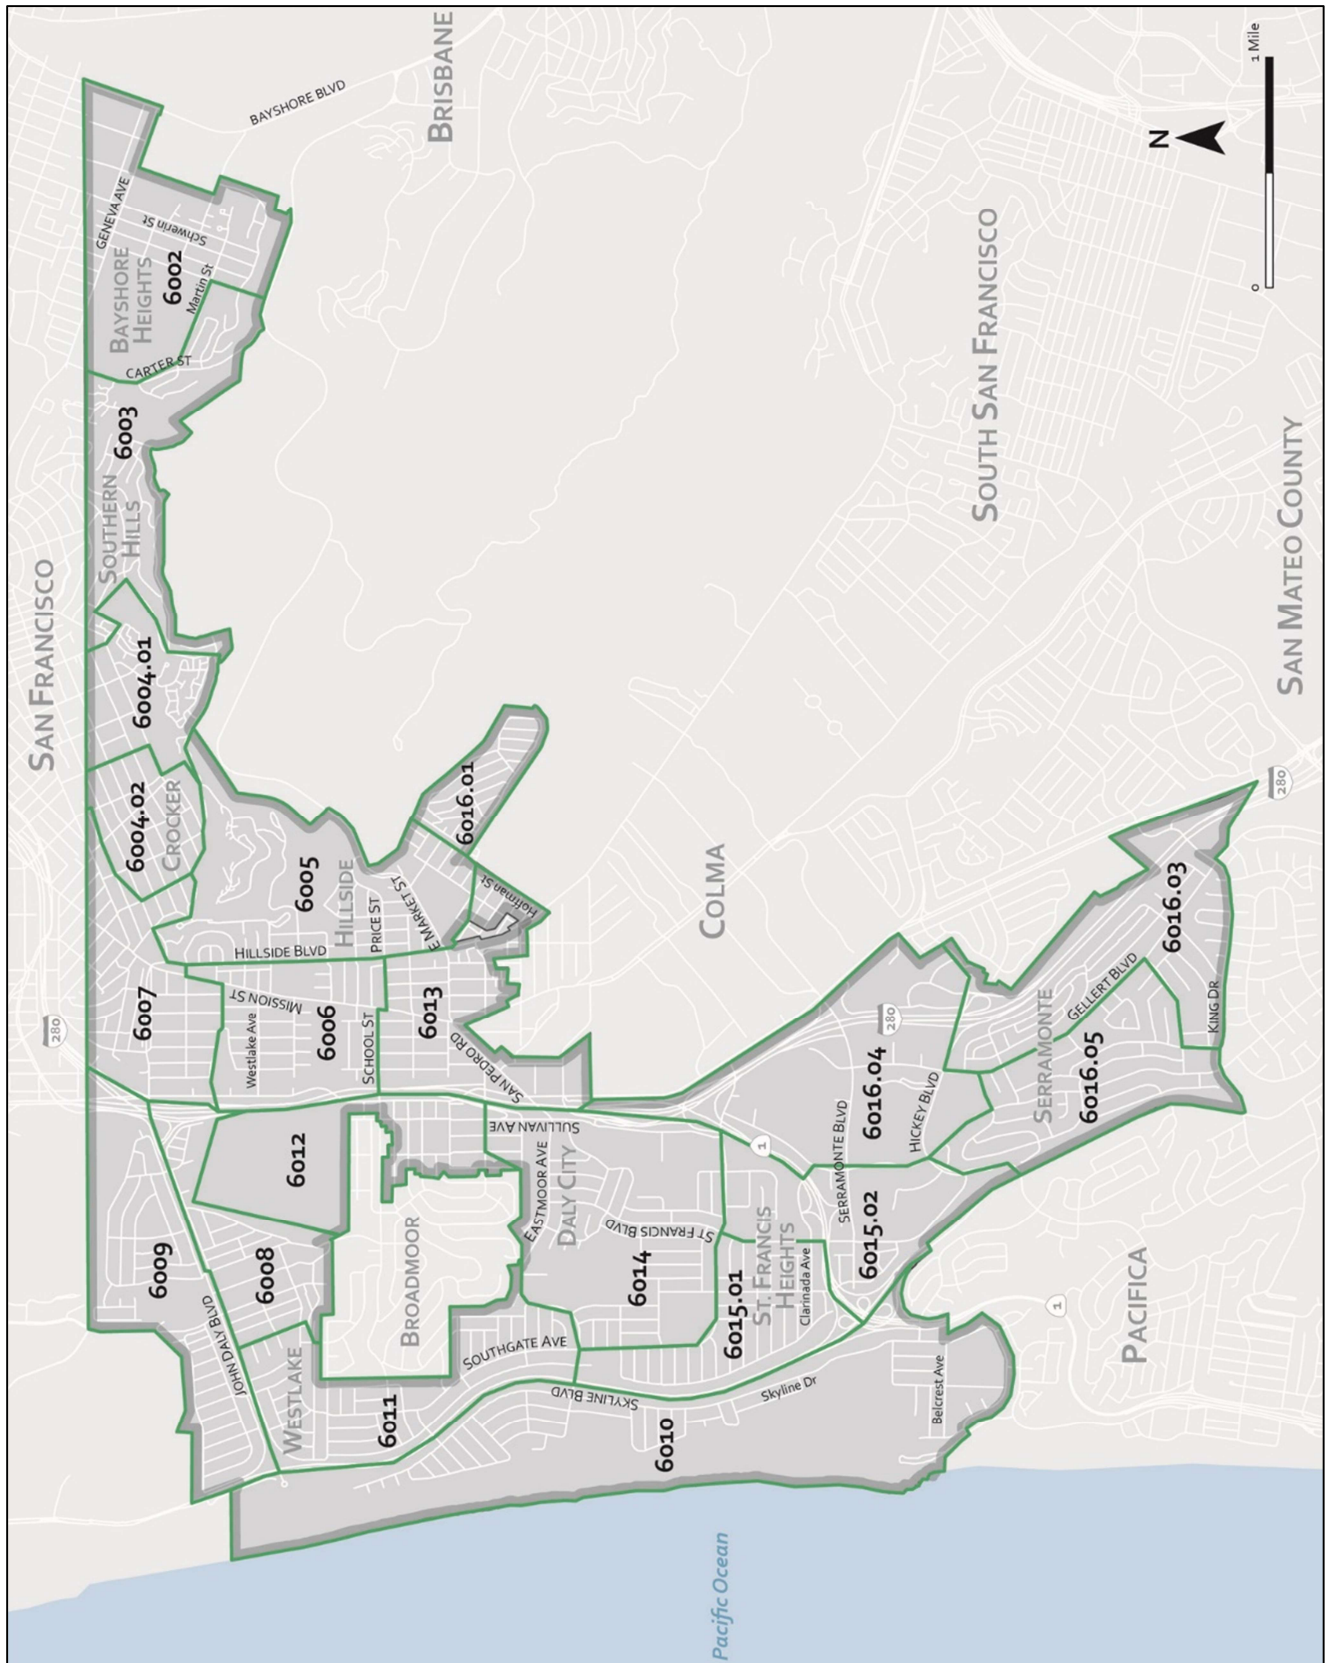 SAN FRANCISCO
BRISBANE
BAYSHORE BLVD
GENEVA AVE
Schwerin St
BAYSHORE
HEIGHTS
6002
Martin St
CARTER ST
6003
SOUTHERN
HILLS
6004.01
6004.02
CROCKER
6005
HILLSIDE
PRICE ST
E MARKET ST
HILLSIDE BLVD
6016.01
Hoffman St
280
6007
MISSION ST
Westlake Ave
6006
SCHOOL ST
6013
SAN PEDRO RD
6012
SULLIVAN AVE
EASTMOOR AVE
DALY CITY
BROADMOOR
6009
6008
JOHN DALY BLVD
WESTLAKE
6011
SOUTHGATE AVE
SKYLINE BLVD
6014
ST FRANCIS BLVD
6015.01
ST. FRANCIS
HEIGHTS
Clarinada Ave
6010
Skyline Dr
Belcrest Ave
1
SERRAMONTE BLVD
6015.02
6016.04
HICKEY BLVD
280
SERRAMONTE
GELLERT BLVD
6016.05
6016.03
KING DR
280
COLMA
SOUTH SAN FRANCISCO
SAN MATEO COUNTY
PACIFICA
1
Pacific Ocean
N
0
1 Mile